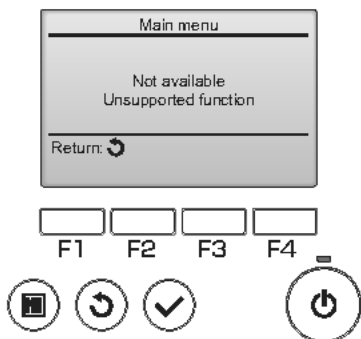 Main menu
Not available
Unsupported function
Return:
F1 F2 F3 F4